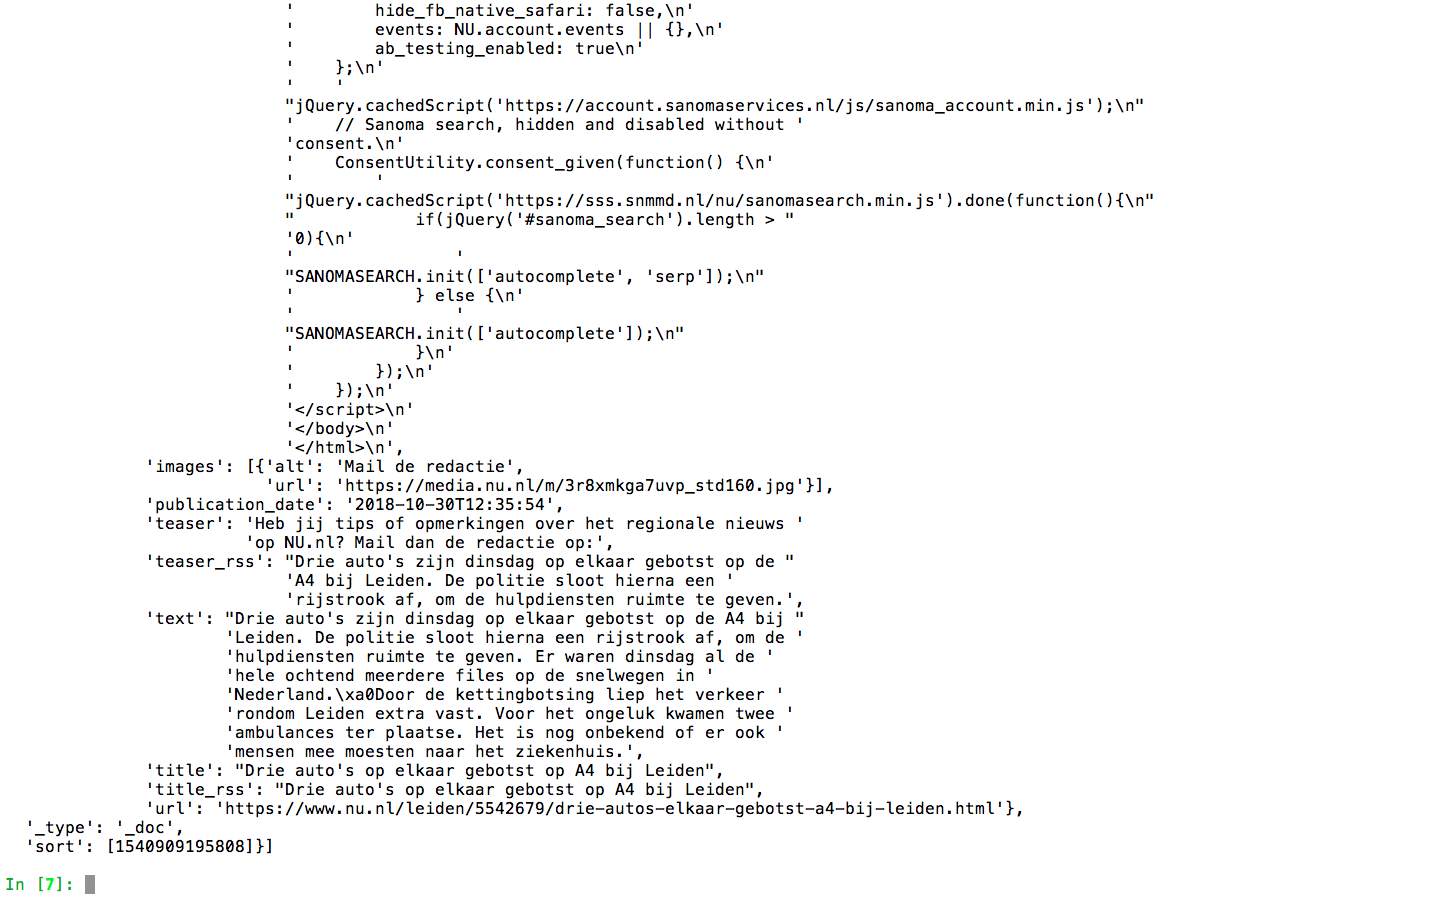 '        hide_fb_native_safari: false,\n'
'        events: NU.account.events || {},\n'
'        ab_testing_enabled: true\n'
'    };\n'
'    '
"jQuery.cachedScript('https://account.sanomaservices.nl/js/sanoma_account.min.js');\n"
'    // Sanoma search, hidden and disabled without '
'consent.\n'
'    ConsentUtility.consent_given(function() {\n'
'        '
"jQuery.cachedScript('https://sss.snmmd.nl/nu/sanomasearch.min.js').done(function(){\n"
"            if(jQuery('#sanoma_search').length > "
'0){\n'
'                '
"SANOMASEARCH.init(['autocomplete', 'serp']);\n"
'            } else {\n'
'                '
"SANOMASEARCH.init(['autocomplete']);\n"
'            }\n'
'        });\n'
'    });\n'
'</script>\n'
'</body>\n'
'</html>\n',
'images': [{'alt': 'Mail de redactie',
'url': 'https://media.nu.nl/m/3r8xmkga7uvp_std160.jpg'}],
'publication_date': '2018-10-30T12:35:54',
'teaser': 'Heb jij tips of opmerkingen over het regionale nieuws '
'op NU.nl? Mail dan de redactie op:',
'teaser_rss': "Drie auto's zijn dinsdag op elkaar gebotst op de "
'A4 bij Leiden. De politie sloot hierna een '
'rijstrook af, om de hulpdiensten ruimte te geven.',
'text': "Drie auto's zijn dinsdag op elkaar gebotst op de A4 bij "
'Leiden. De politie sloot hierna een rijstrook af, om de '
'hulpdiensten ruimte te geven. Er waren dinsdag al de '
'hele ochtend meerdere files op de snelwegen in '
'Nederland.\xa0Door de kettingbotsing liep het verkeer '
'rondom Leiden extra vast. Voor het ongeluk kwamen twee '
'ambulances ter plaatse. Het is nog onbekend of er ook '
'mensen mee moesten naar het ziekenhuis.',
'title': "Drie auto's op elkaar gebotst op A4 bij Leiden",
'title_rss': "Drie auto's op elkaar gebotst op A4 bij Leiden",
'url': 'https://www.nu.nl/leiden/5542679/drie-autos-elkaar-gebotst-a4-bij-leiden.html'},
'_type': '_doc',
'sort': [1540909195808]}]
In [7]: